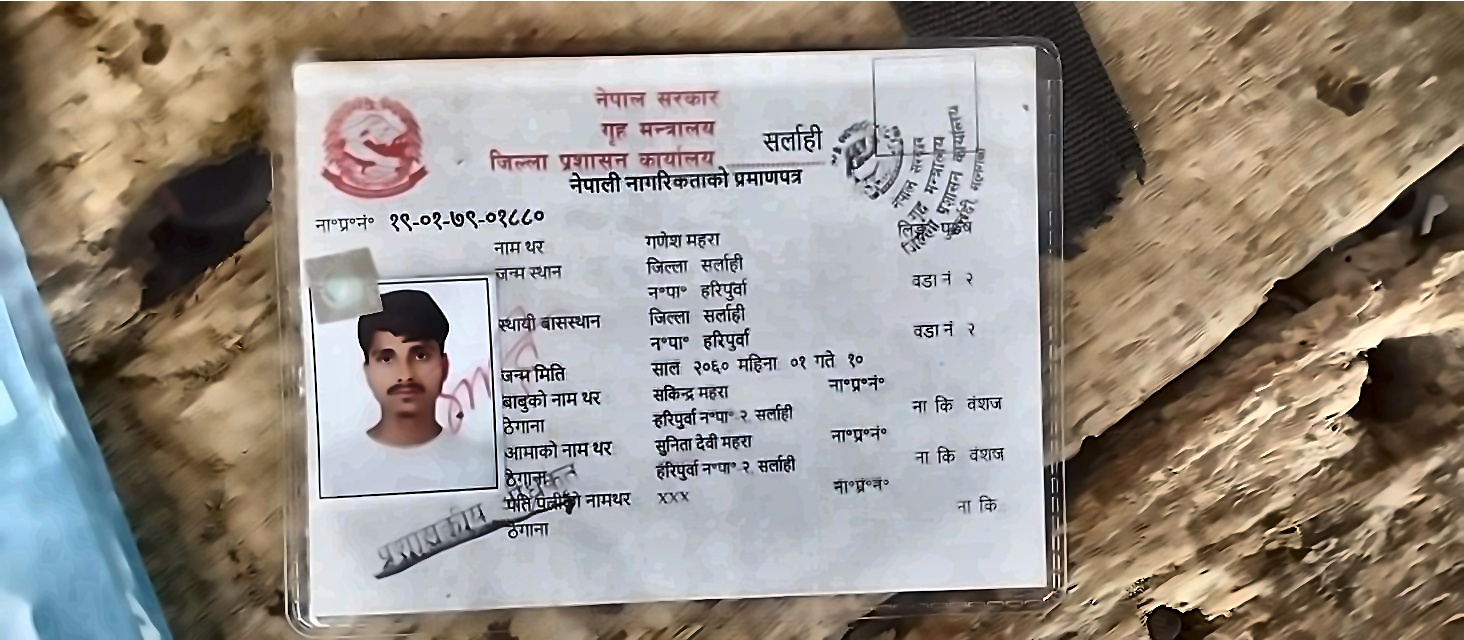 नेपाल सरकार
गृह मन्त्रालय
जिल्ला प्रशासन कार्यालय सर्लाही
नेपाली नागरिकताको प्रमाणपत्र
नेपाल सरकार
गृह मन्त्रालय
जिल्ला प्रशासन कार्यालय
ना॰प्र॰नं॰ १९-०१-७९-०१८८०
लिङ्ग पुरुष
नाम थर गणेश महरा
जन्म स्थान जिल्ला सर्लाही
न॰पा॰ हरिपुर्वा वडा नं २
स्थायी बासस्थान जिल्ला सर्लाही
न॰पा॰ हरिपुर्वा वडा नं २
जन्म मिति साल २०६० महिना ०१ गते १०
बाबुको नाम थर सकिन्द्र महरा ना॰प्र॰नं॰
ठेगाना हरिपुर्वा न॰पा॰ २ सर्लाही ना कि वंशज
आमाको नाम थर सुनिता देवी महरा ना॰प्र॰नं॰
ठेगाना हरिपुर्वा न॰पा॰ २ सर्लाही ना कि वंशज
पति पत्नीको नामथर xxx ना॰प्र॰नं॰
ठेगाना ना कि
प्रशासकीय